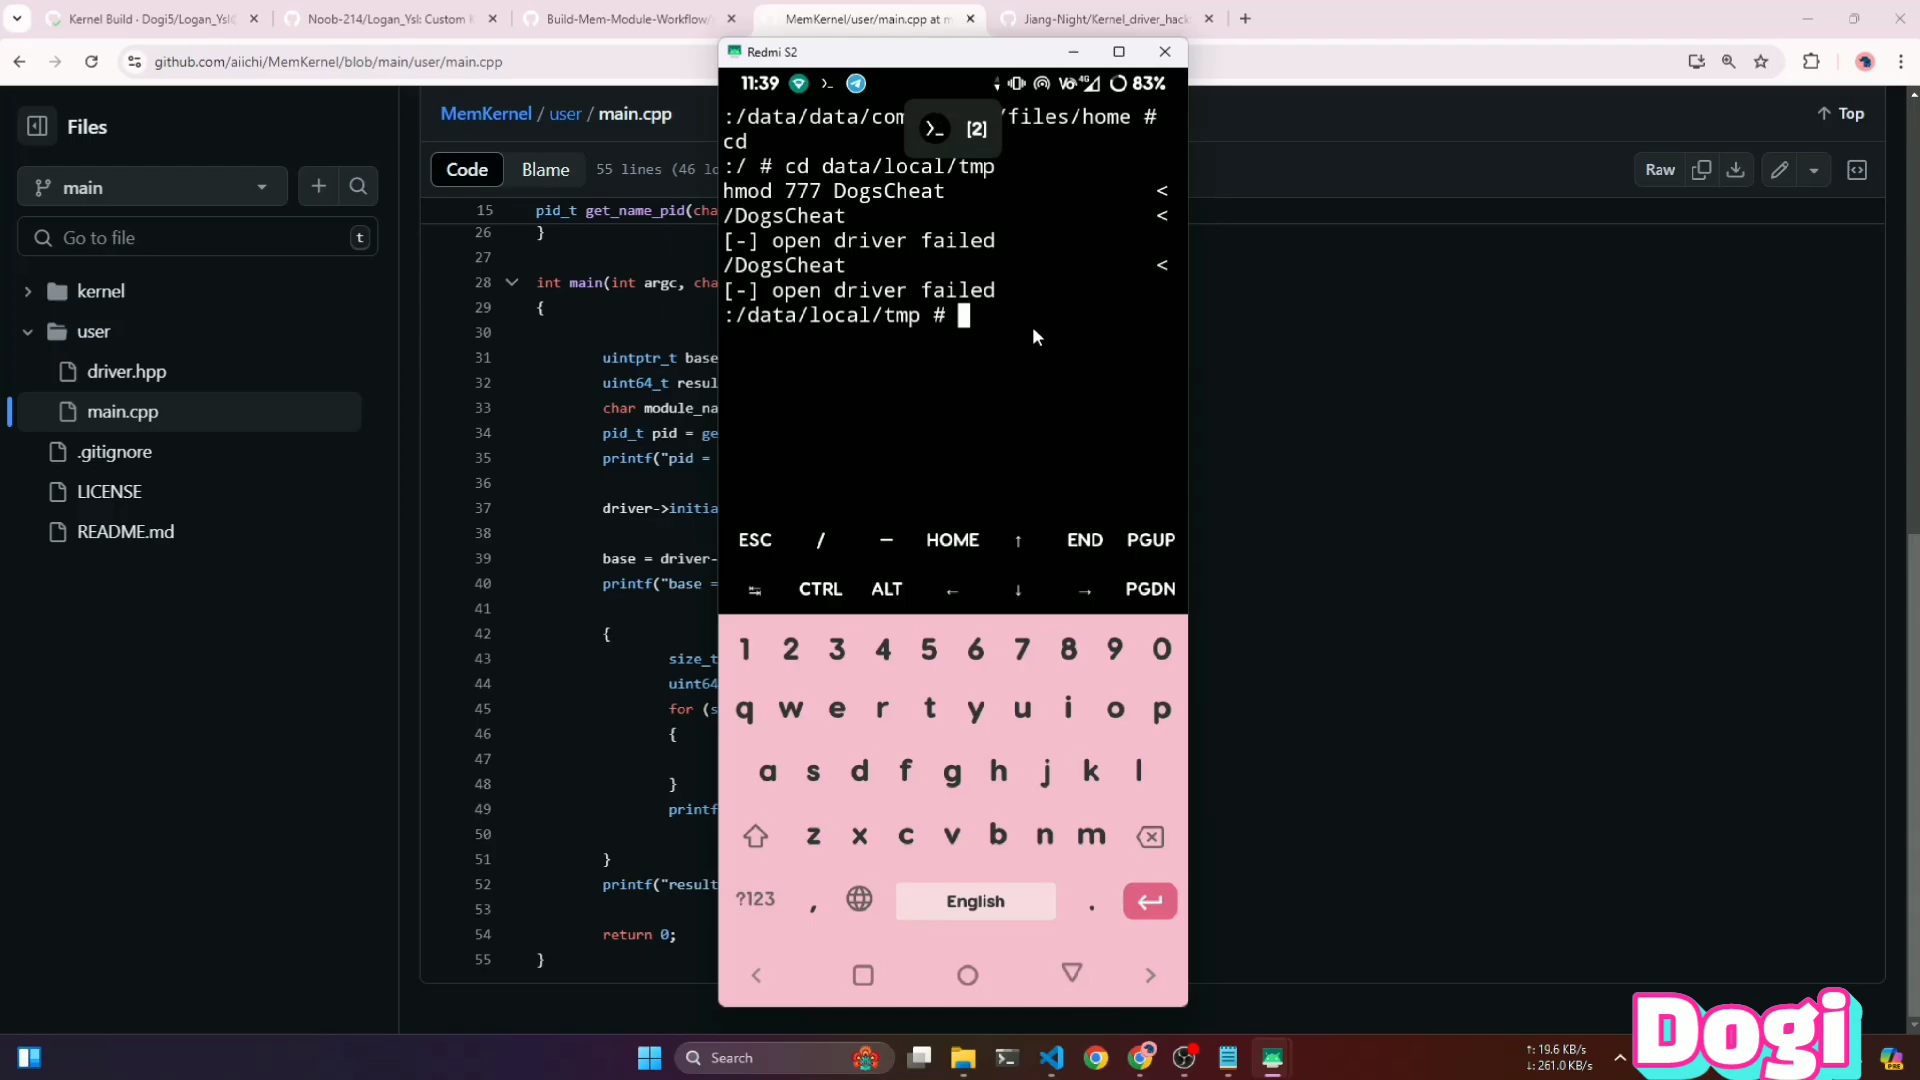 Kernel Build · Dogi5/Logan_Ysl
Noob-214/Logan_Ysl: Custom
Build-Mem-Module-Workflow/
MemKernel/user/main.cpp at m
Jiang-Night/Kernel_driver_hack
github.com/aiichi/MemKernel/blob/main/user/main.cpp
Files
main
Go to file
t
kernel
user
driver.hpp
main.cpp
.gitignore
LICENSE
README.md
MemKernel / user / main.cpp
Top
Code
Blame
55 lines (46 lo
Raw
15 pid_t get_name_pid(cha
26 }
27
28 int main(int argc, cha
29 {
30
31 uintptr_t base
32 uint64_t resul
33 char module_na
34 pid_t pid = ge
35 printf("pid =
36
37 driver->initia
38
39 base = driver-
40 printf("base =
41
42 {
43 size_t
44 uint64
45 for (s
46 {
47
48 }
49 printf
50
51 }
52 printf("result
53
54 return 0;
55 }
Redmi S2
11:39
4G
83%
:/data/data/com
/files/home #
>_ [2]
cd
:/ # cd data/local/tmp
hmod 777 DogsCheat <
/DogsCheat <
[-] open driver failed
/DogsCheat <
[-] open driver failed
:/data/local/tmp #
ESC / — HOME ↑ END PGUP
↹ CTRL ALT ← ↓ → PGDN
1 2 3 4 5 6 7 8 9 0
q w e r t y u i o p
a s d f g h j k l
z x c v b n m
?123 , English .
Search
↑: 19.6 KB/s
↓: 261.0 KB/s
PRE
Dogi